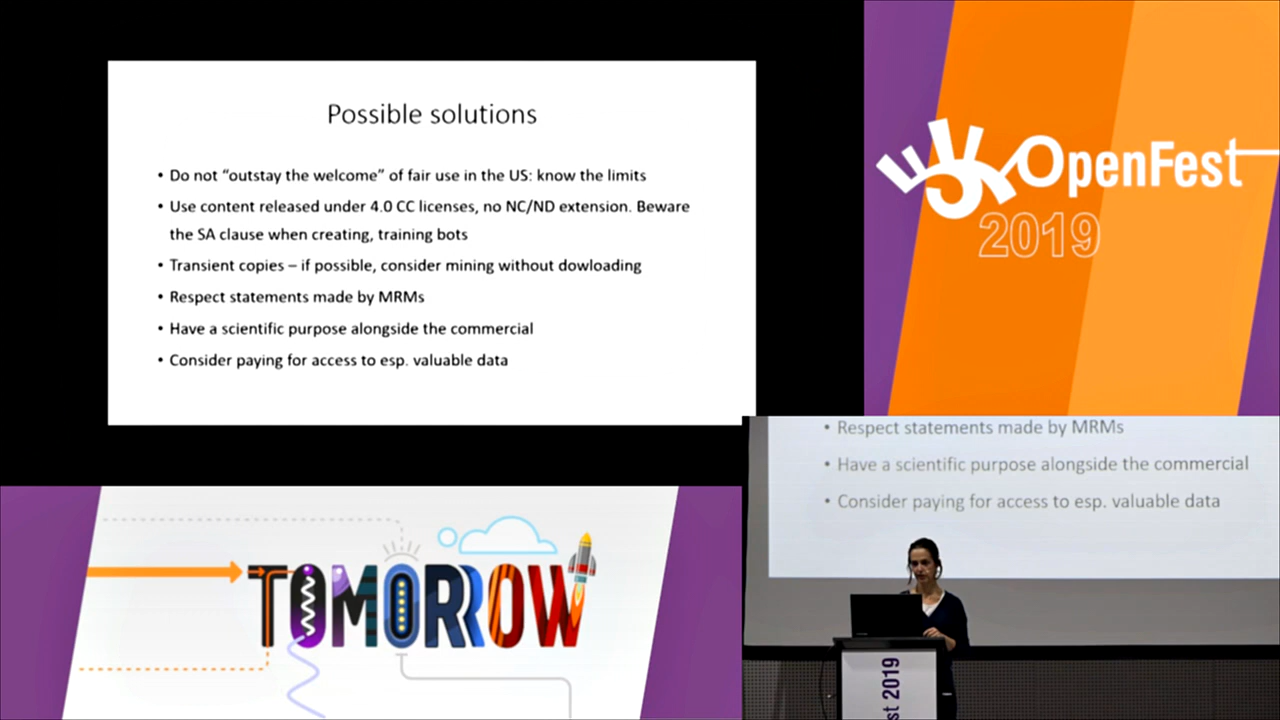 Possible solutions
• Do not “outstay the welcome” of fair use in the US: know the limits
• Use content released under 4.0 CC licenses, no NC/ND extension. Beware
the SA clause when creating, training bots
• Transient copies – if possible, consider mining without dowloading
• Respect statements made by MRMs
• Have a scientific purpose alongside the commercial
• Consider paying for access to esp. valuable data
OpenFest
2019
• Respect statements made by MRMs
• Have a scientific purpose alongside the commercial
• Consider paying for access to esp. valuable data
TOMORROW
st 2019